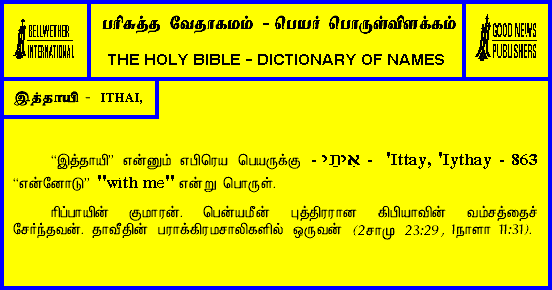 BELLWETHER
INTERNATIONAL
பரிசுத்த வேதாகமம் - பெயர் பொருள்விளக்கம்
THE HOLY BIBLE - DICTIONARY OF NAMES
GOOD NEWS
PUBLISHERS
இத்தாயி - ITHAI,
“இத்தாயி” என்னும் எபிரெய பெயருக்கு - אִיתַי - 'Ittay, 'Iythay - 863
“என்னோடு” "with me" என்று பொருள்.
ரிப்பாயின் குமாரன். பென்யமீன் புத்திரரான கிபியாவின் வம்சத்தைச்
சேர்ந்தவன். தாவீதின் பராக்கிரமசாலிகளில் ஒருவன் (2சாமு 23:29, 1நாளா 11:31).